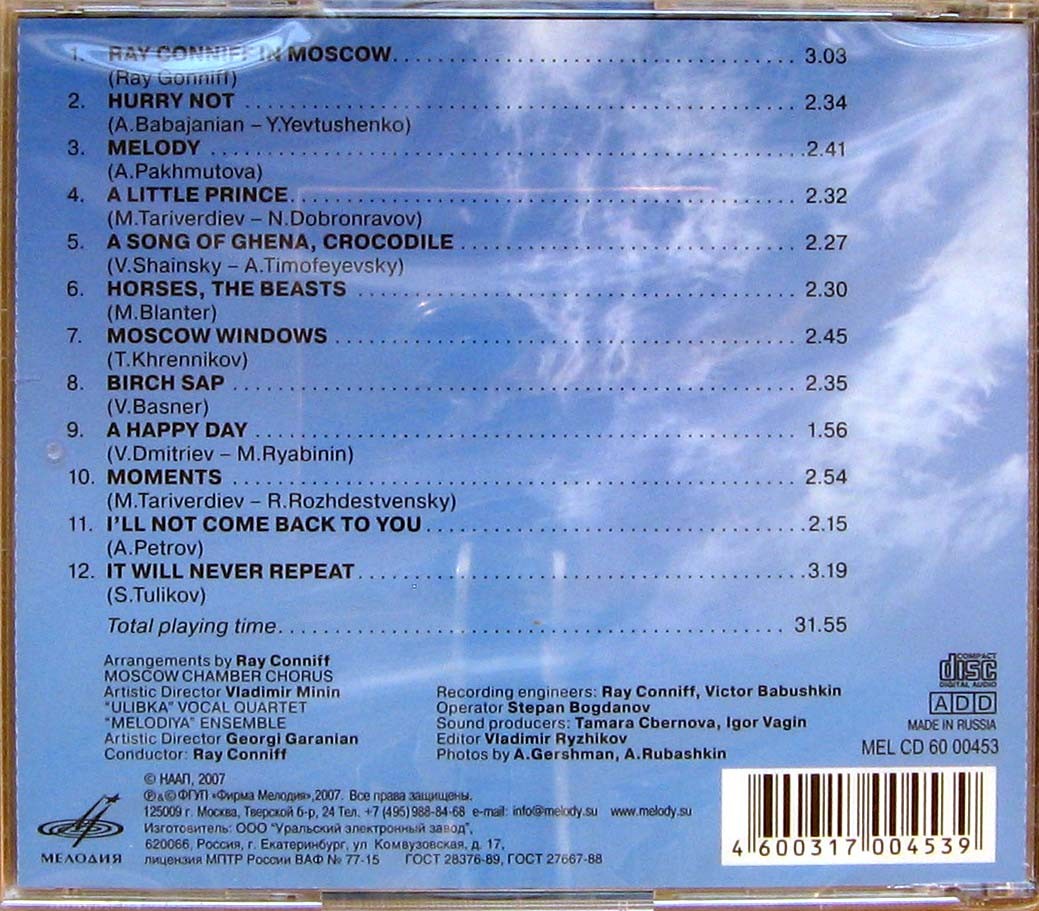 1. RAY CONNIFF IN MOSCOW 3.03
(Ray Gonniff)
2. HURRY NOT 2.34
(A.Babajanian – Y.Yevtushenko)
3. MELODY 2.41
(A.Pakhmutova)
4. A LITTLE PRINCE 2.32
(M.Tariverdiev – N.Dobronravov)
5. A SONG OF GHENA, CROCODILE 2.27
(V.Shainsky – A.Timofeyevsky)
6. HORSES, THE BEASTS 2.30
(M.Blanter)
7. MOSCOW WINDOWS 2.45
(T.Khrennikov)
8. BIRCH SAP 2.35
(V.Basner)
9. A HAPPY DAY 1.56
(V.Dmitriev – M.Ryabinin)
10. MOMENTS 2.54
(M.Tariverdiev – R.Rozhdestvensky)
11. I'LL NOT COME BACK TO YOU 2.15
(A.Petrov)
12. IT WILL NEVER REPEAT 3.19
(S.Tulikov)
Total playing time 31.55
Arrangements by Ray Conniff
MOSCOW CHAMBER CHORUS
Artistic Director Vladimir Minin
"ULIBKA" VOCAL QUARTET
"MELODIYA" ENSEMBLE
Artistic Director Georgi Garanian
Conductor: Ray Conniff
Recording engineers: Ray Conniff, Victor Babushkin
Operator Stepan Bogdanov
Sound producers: Tamara Cbernova, Igor Vagin
Editor Vladimir Ryzhikov
Photos by A.Gershman, A.Rubashkin
COMPACT
disc
DIGITAL AUDIO
ADD
MADE IN RUSSIA
MEL CD 60 00453
© НААП, 2007
℗&© ФГУП «Фирма Мелодия»,2007. Все права защищены.
125009 г. Москва, Тверской б-р, 24 Тел. +7 (495)988-84-68 e-mail: info@melody.su www.melody.su
Изготовитель: ООО "Уральский электронный завод",
620066, Россия, г. Екатеринбург, ул Комвузовская, д.17,
лицензия МПТР России ВАФ № 77-15 ГОСТ 28376-89, ГОСТ 27667-88
МЕЛОДИЯ
4 600317 004539